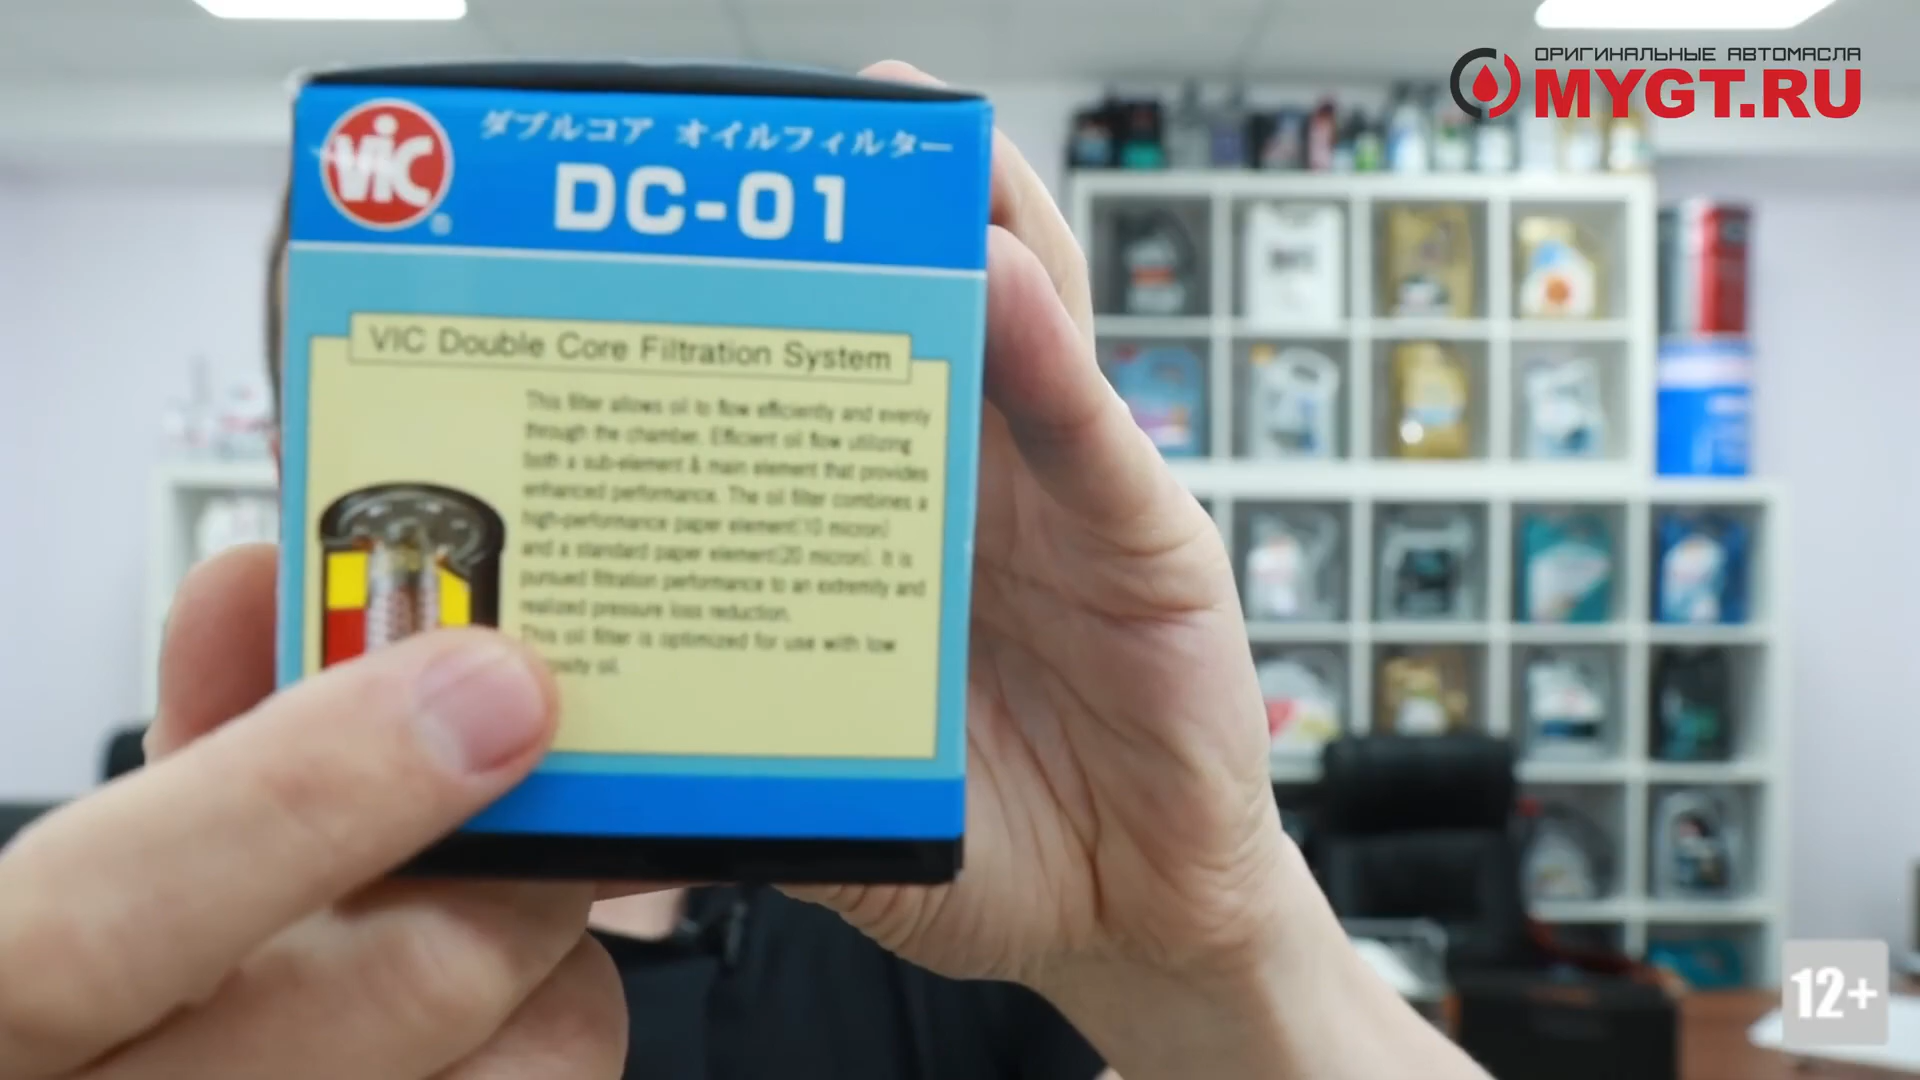 ОРИГИНАЛЬНЫЕ АВТОМАСЛА
MYGT.RU
ViC
®
ダブルコア オイルフィルター
DC-01
VIC Double Core Filtration System
This filter allows oil to flow efficiently and evenly
through the chamber. Efficient oil flow utilizing
both a sub-element & main element that provides
enhanced performance. The oil filter combines a
high-performance paper element(10 micron)
and a standard paper element(20 micron). It is
pursued filtration performance to an extremity and
realized pressure loss reduction.
This oil filter is optimized for use with low
oil.
12+